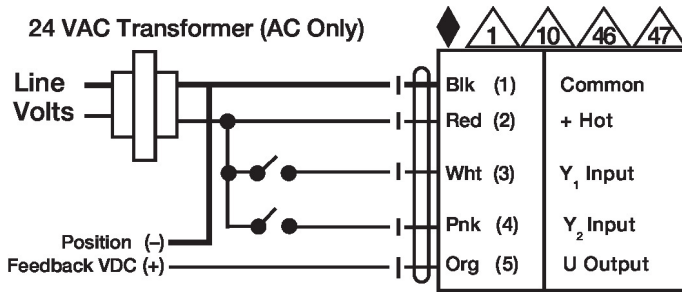 24 VAC Transformer (AC Only)
1 10 46 47
Line
Volts
Blk (1) Common
Red (2) + Hot
Wht (3) Y1 Input
Pnk (4) Y2 Input
Position (–)
Feedback VDC (+)
Org (5) U Output